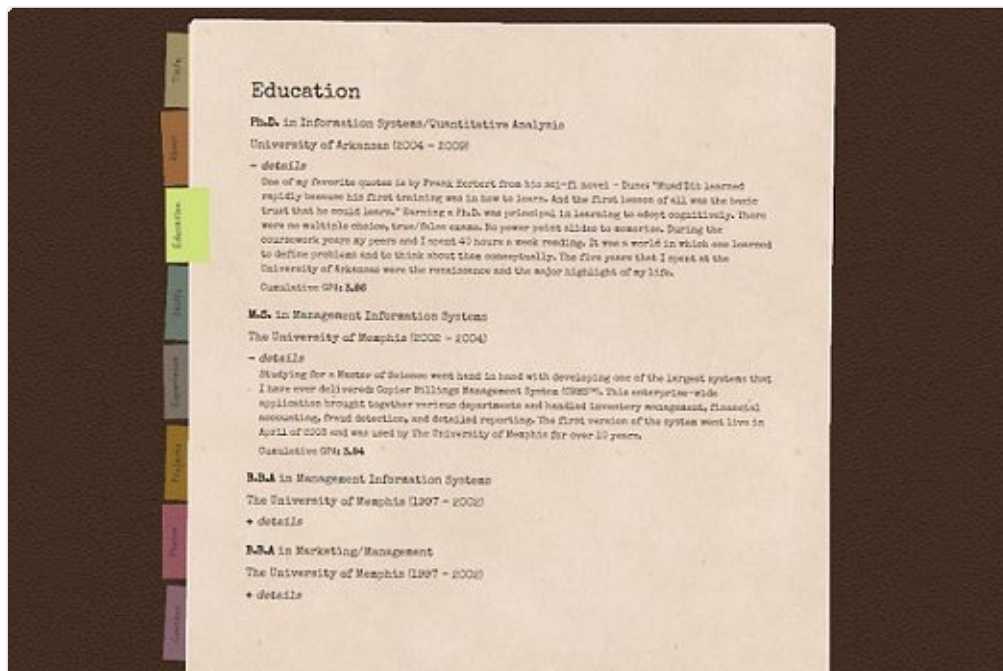 Title
About
Education
Skills
Experience
Projects
Photos
Contact
Education
Ph.D. in Information Systems/Quantitative Analysis
University of Arkansas (2004 - 2009)
- details
One of my favorite quotes is by Frank Herbert from his sci-fi novel - Dune: "Muad'Dib learned
rapidly because his first training was in how to learn. And the first lesson of all was the basic
trust that he could learn." Earning a Ph.D. was principal in learning to adopt cognitively. There
were no multiple choice, true/false exams. No power point slides to memorize. During the
coursework years my peers and I spent 40 hours a week reading. It was a world in which one learned
to define problems and to think about them conceptually. The five years that I spent at the
University of Arkansas were the renaissance and the major highlight of my life.
Cumulative GPA:
M.S. in Management Information Systems
The University of Memphis (2002 - 2004)
- details
Studying for a Master of Science went hand in hand with developing one of the largest systems that
I have ever delivered: Copier Billings Management System This enterprise-wide
application brought together various departments and handled inventory management, financial
accounting, fraud detection, and detailed reporting. The first version of the system went live in
April of 2003 and was used by The University of Memphis for over 10 years.
Cumulative GPA: 3.94
B.B.A in Management Information Systems
The University of Memphis (1997 - 2002)
+ details
B.B.A in Marketing/Management
The University of Memphis (1997 - 2002)
+ details